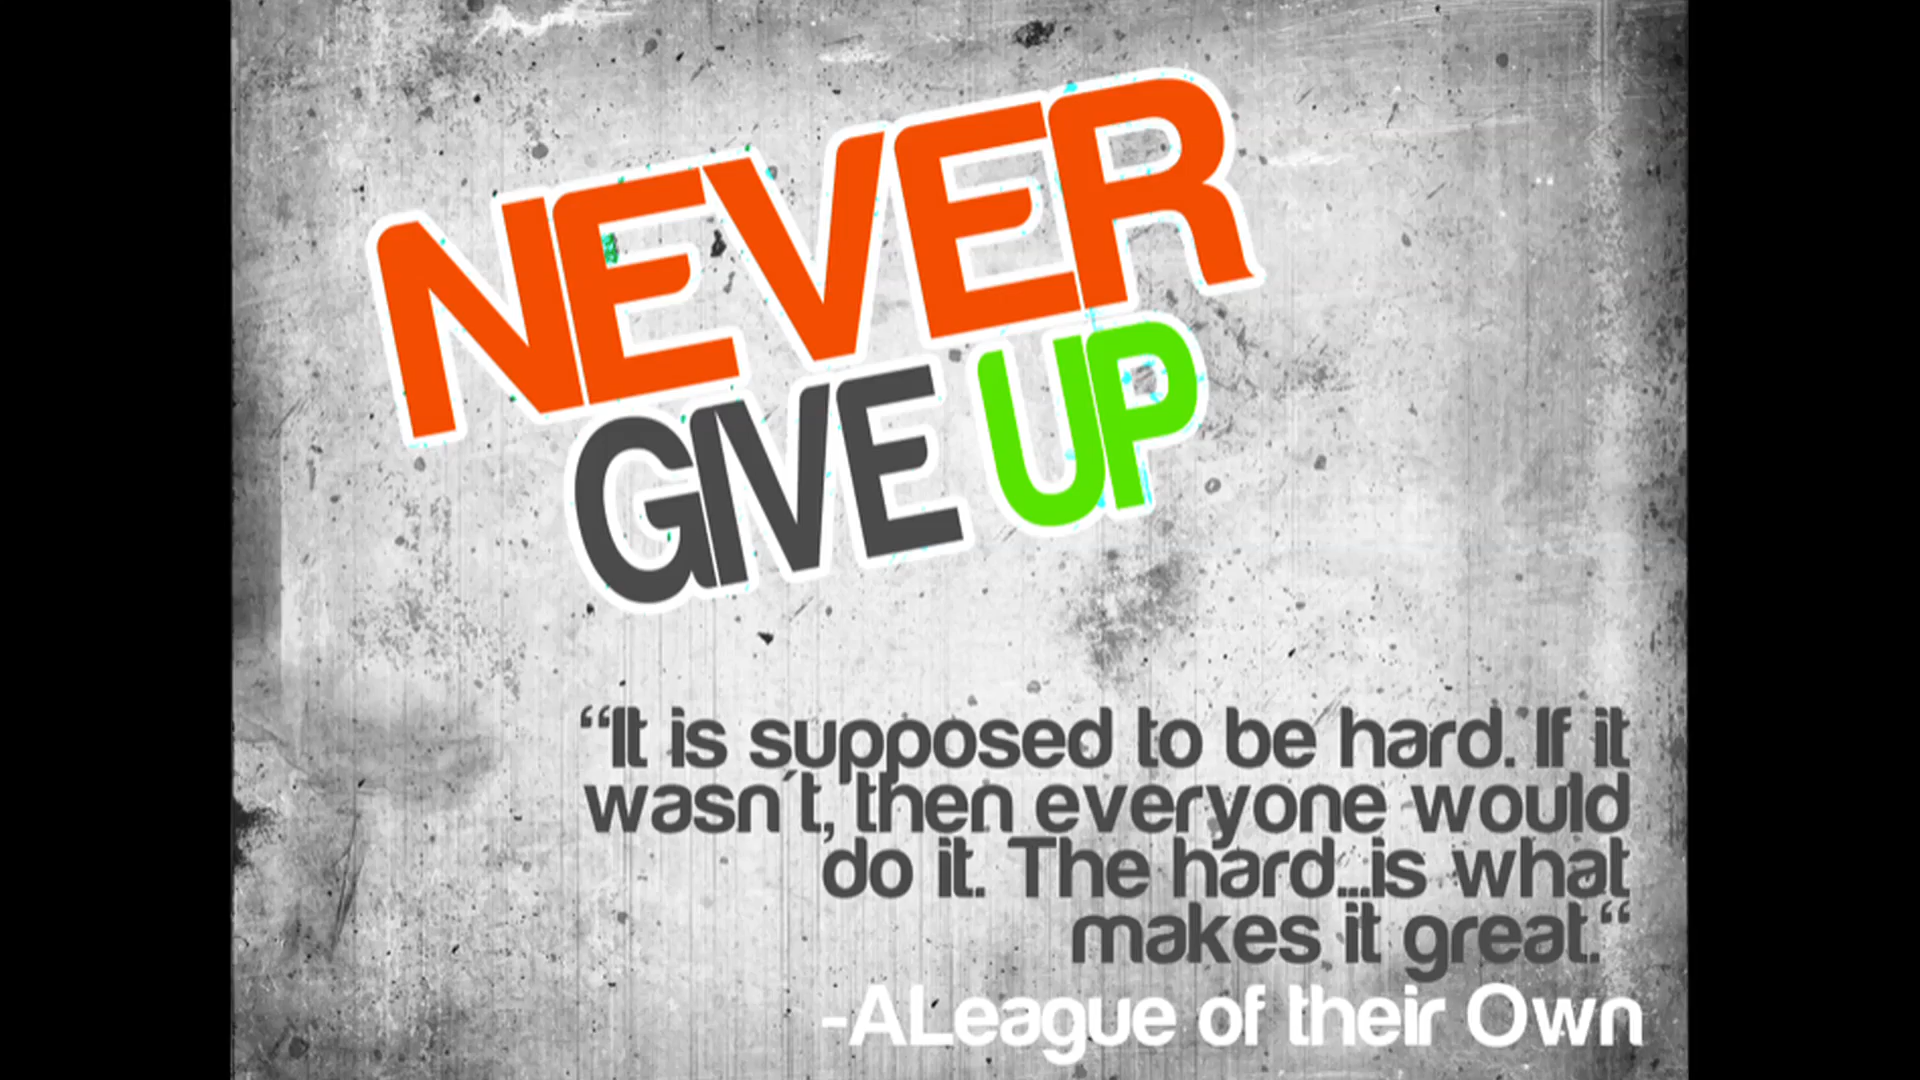 NEVER
GIVE UP
“It is supposed to be hard. If it
wasn´t, then everyone would
do it. The hard...is what
makes it great.“
-ALeague of their Own